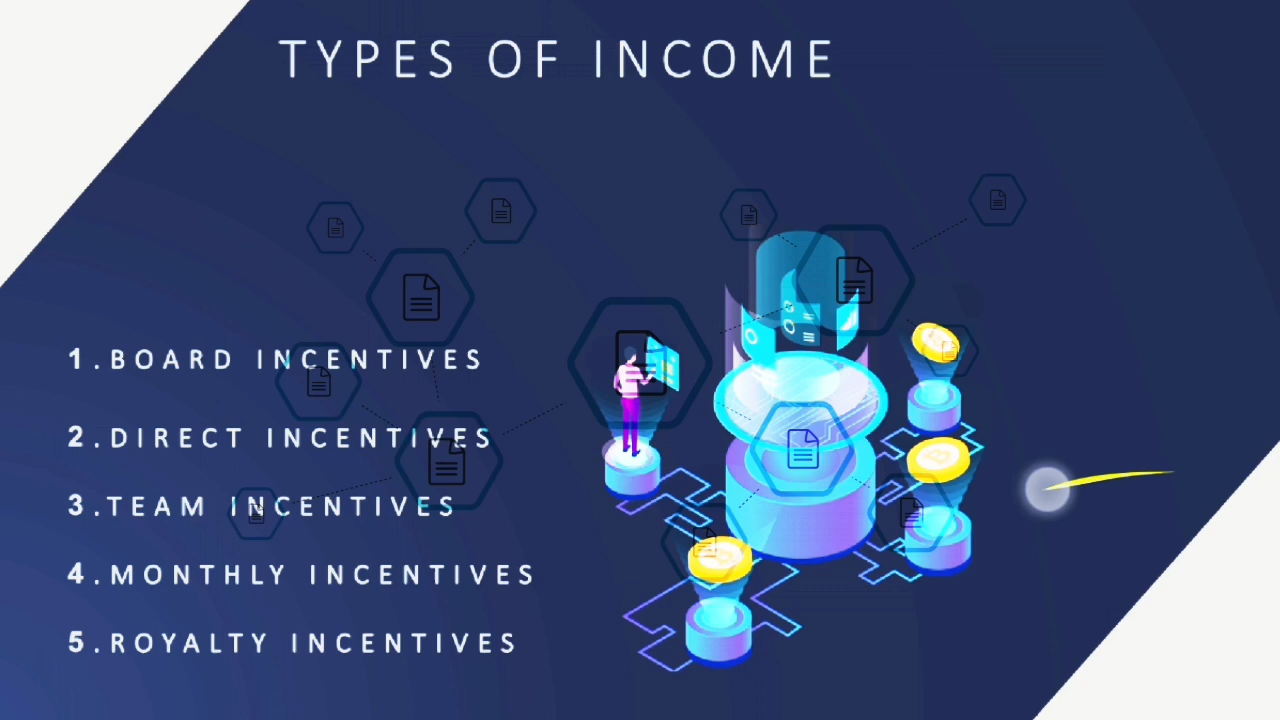 TYPES OF INCOME
1.BOARD INCENTIVES
2.DIRECT INCENTIVES
3.TEAM INCENTIVES
4.MONTHLY INCENTIVES
5.ROYALTY INCENTIVES